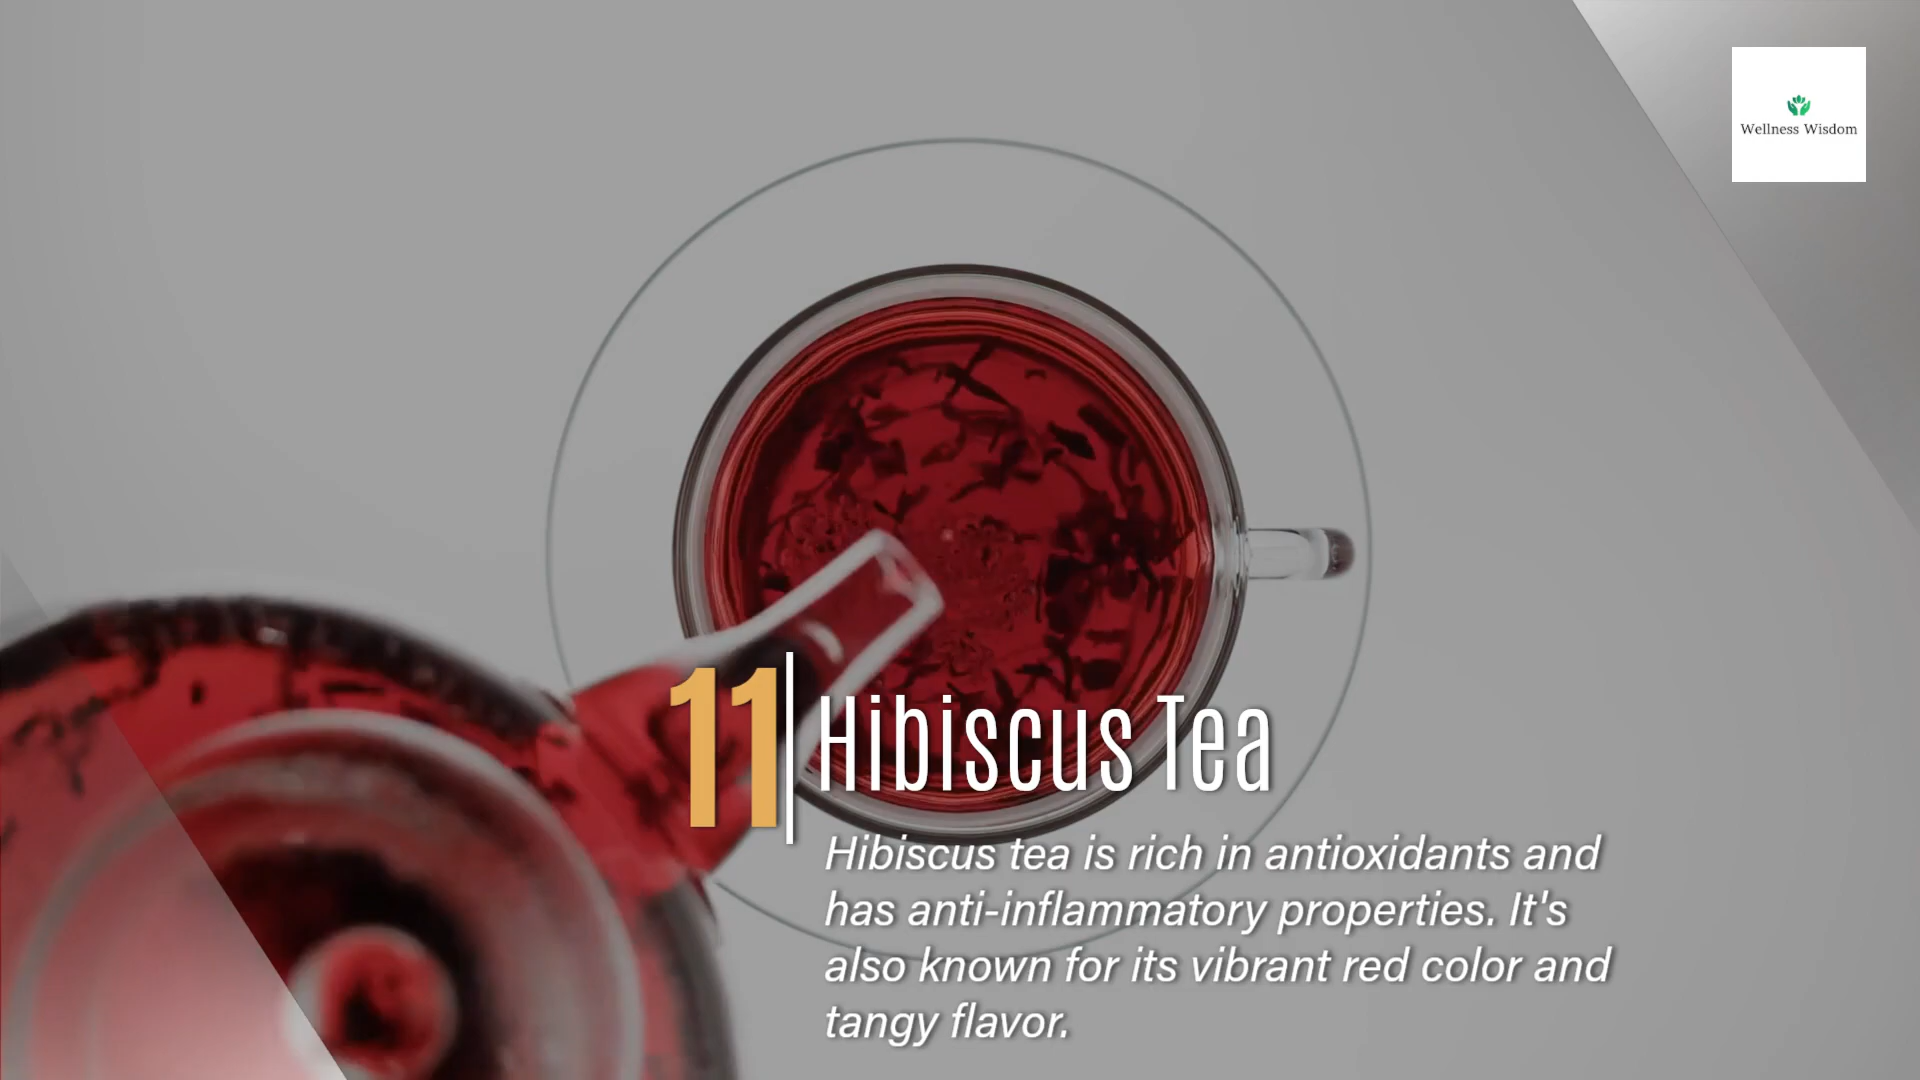 Wellness Wisdom
11
Hibiscus Tea
Hibiscus tea is rich in antioxidants and
has anti-inflammatory properties. It's
also known for its vibrant red color and
tangy flavor.